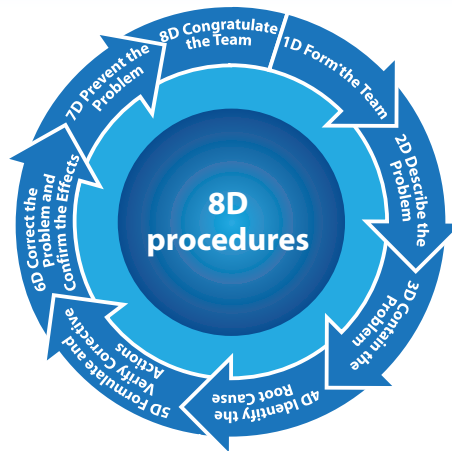 8D
procedures
1D Form the Team
2D Describe the
Problem
3D Contain the
Problem
4D Identify the
Root Cause
5D Formulate and
Verify Corrective
Actions
6D Correct the
Problem and
Confirm the Effects
7D Prevent the
Problem
8D Congratulate
the Team